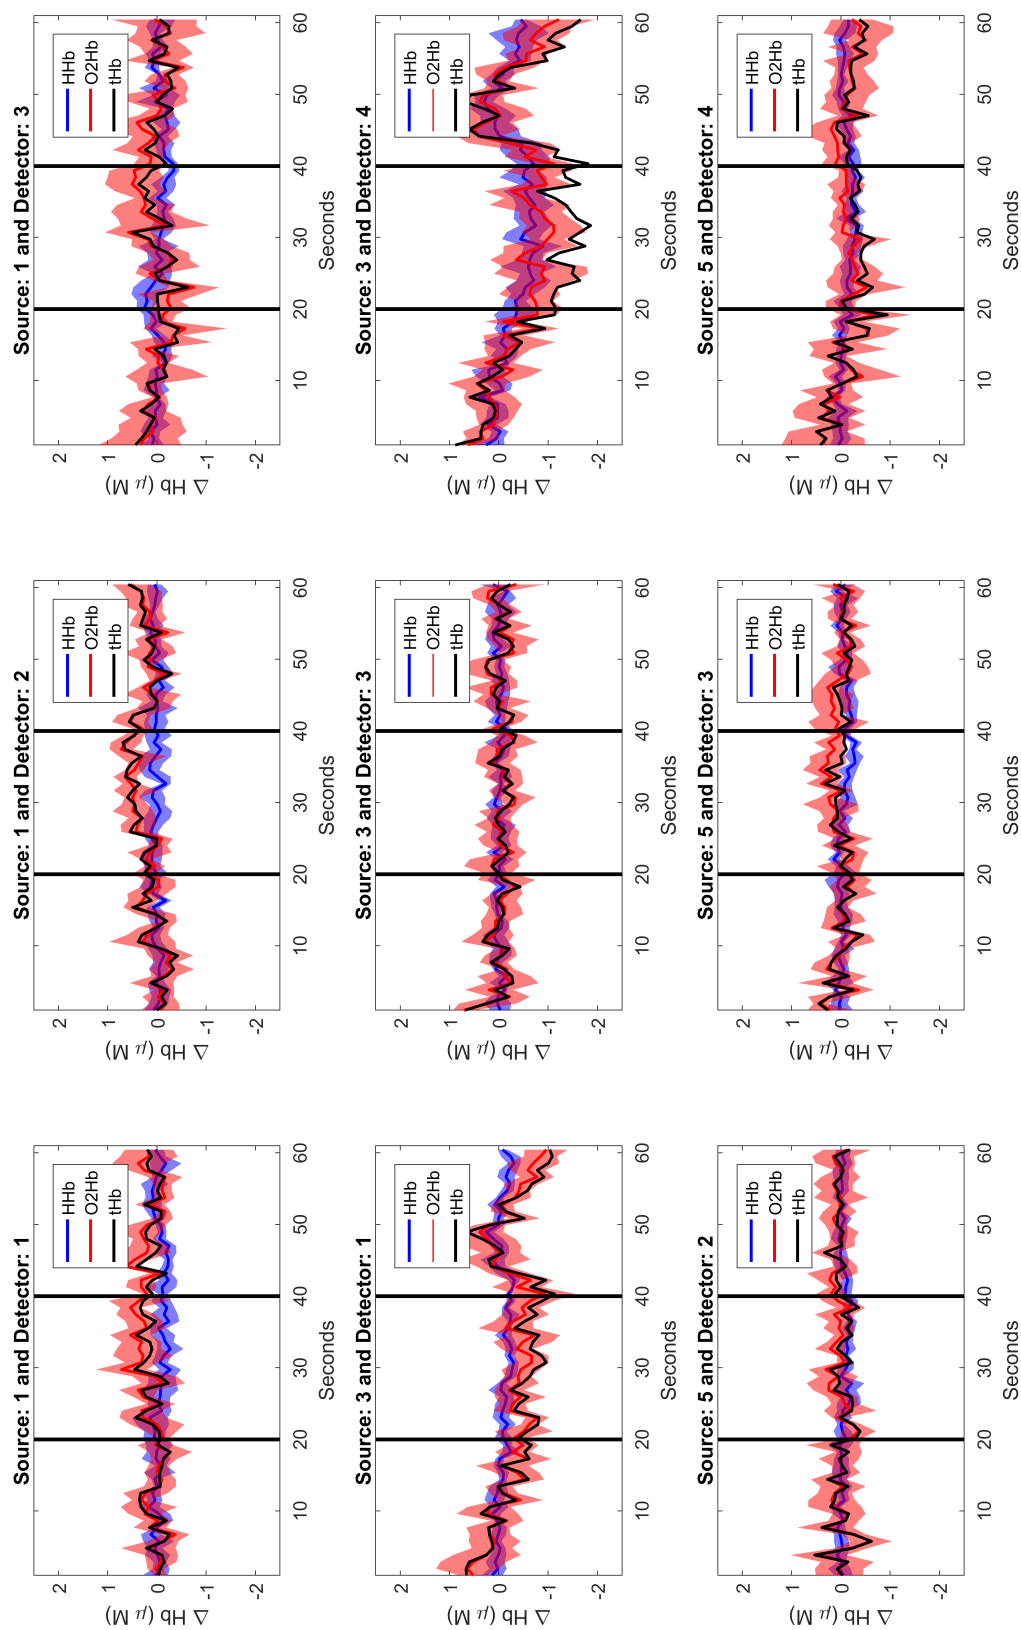 Source: 1 and Detector: 1
Δ Hb (μ M)
2
1
0
-1
-2
HHb
O2Hb
tHb
10 20 30 40 50 60
Seconds
Source: 1 and Detector: 2
Δ Hb (μ M)
2
1
0
-1
-2
HHb
O2Hb
tHb
10 20 30 40 50 60
Seconds
Source: 1 and Detector: 3
Δ Hb (μ M)
2
1
0
-1
-2
HHb
O2Hb
tHb
10 20 30 40 50 60
Seconds
Source: 3 and Detector: 1
Δ Hb (μ M)
2
1
0
-1
-2
HHb
O2Hb
tHb
10 20 30 40 50 60
Seconds
Source: 3 and Detector: 3
Δ Hb (μ M)
2
1
0
-1
-2
HHb
O2Hb
tHb
10 20 30 40 50 60
Seconds
Source: 3 and Detector: 4
Δ Hb (μ M)
2
1
0
-1
-2
HHb
O2Hb
tHb
10 20 30 40 50 60
Seconds
Source: 5 and Detector: 2
Δ Hb (μ M)
2
1
0
-1
-2
HHb
O2Hb
tHb
10 20 30 40 50 60
Seconds
Source: 5 and Detector: 3
Δ Hb (μ M)
2
1
0
-1
-2
HHb
O2Hb
tHb
10 20 30 40 50 60
Seconds
Source: 5 and Detector: 4
Δ Hb (μ M)
2
1
0
-1
-2
HHb
O2Hb
tHb
10 20 30 40 50 60
Seconds